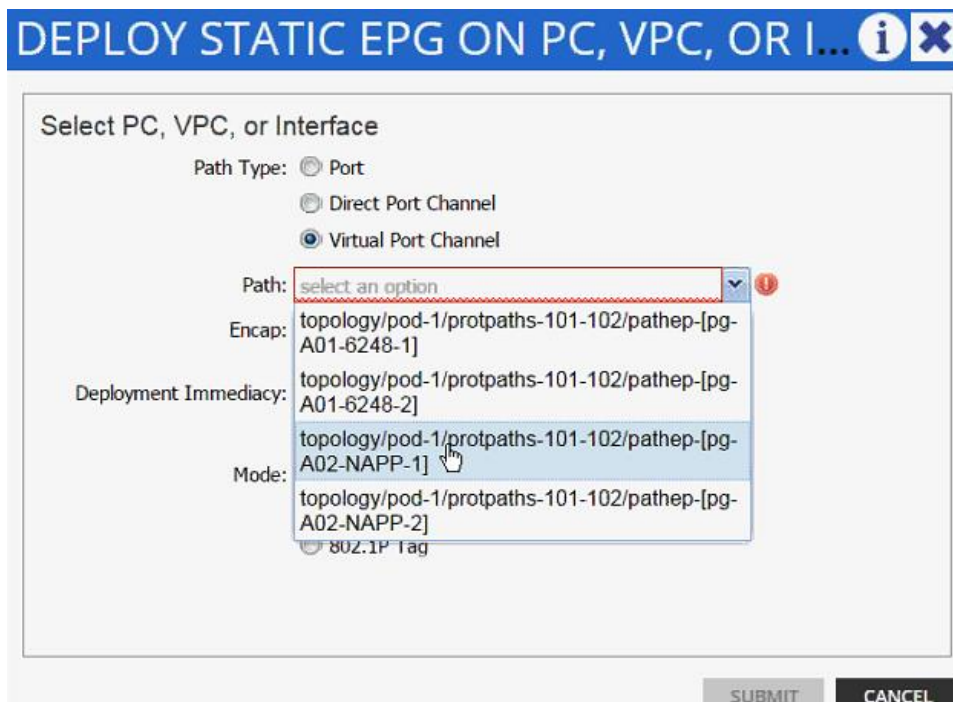 DEPLOY STATIC EPG ON PC, VPC, OR I...
Select PC, VPC, or Interface
Path Type: Port
Direct Port Channel
Virtual Port Channel
Path: select an option
topology/pod-1/protpaths-101-102/pathep-[pg-
A01-6248-1]
Encap:
topology/pod-1/protpaths-101-102/pathep-[pg-
A01-6248-2]
Deployment Immediacy:
topology/pod-1/protpaths-101-102/pathep-[pg-
A02-NAPP-1]
Mode:
topology/pod-1/protpaths-101-102/pathep-[pg-
A02-NAPP-2]
802.1P Tag
SUBMIT CANCEL